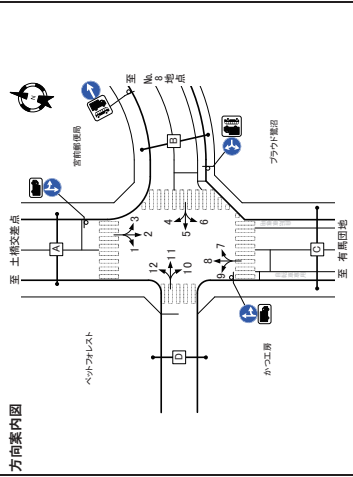 方向案内図
至 土橋交差点
宮前郵便局
至 No. 8 地点
N
A
B
C
D
1
2
3
4
5
6
7
8
9
10
11
12
ペットフォレスト
プラウド鷺沼
かつ工房
至 有馬団地